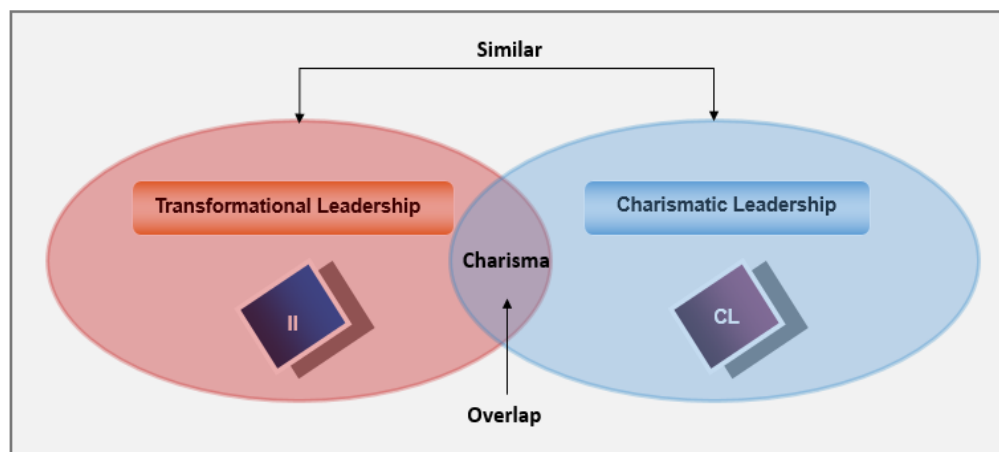 Similar
Transformational Leadership
Charismatic Leadership
Charisma
II
CL
Overlap